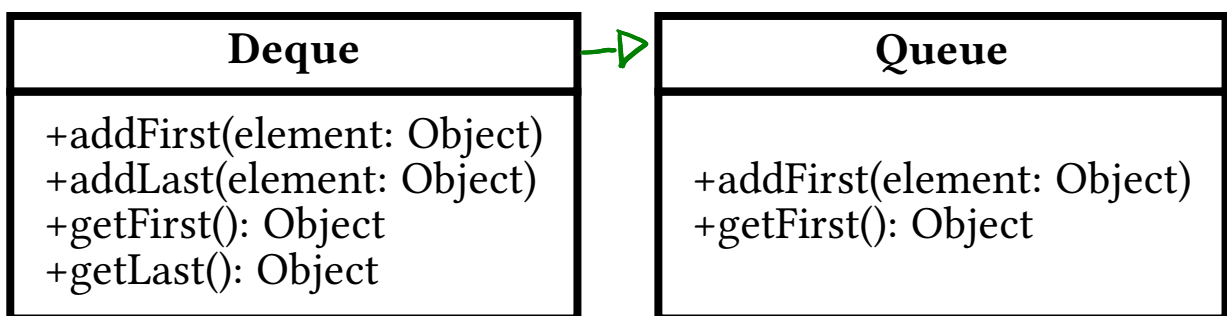 Deque
+addFirst(element: Object)
+addLast(element: Object)
+getFirst(): Object
+getLast(): Object
Queue
+addFirst(element: Object)
+getFirst(): Object